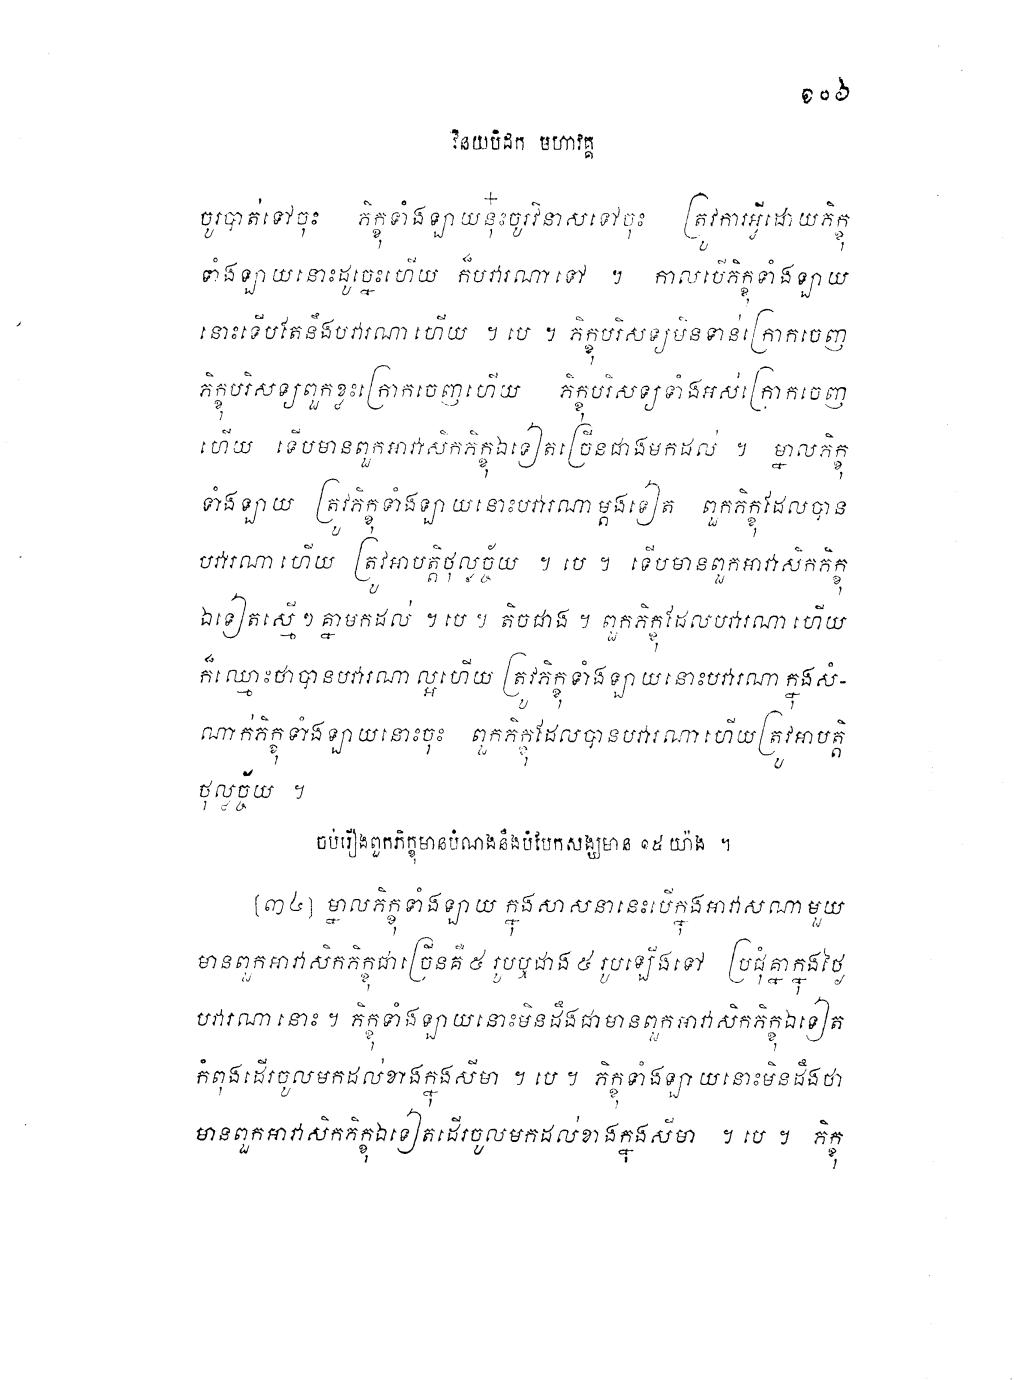 ១០៦
វិនយបិដក មហាវគ្គ
ចូរបាត់ទៅចុះ ភិក្ខុទាំងឡាយនុ៎ះចូរវិនាសទៅចុះ ត្រូវការអ្វីដោយភិក្ខុ
ទាំងឡាយនោះដូច្នេះហើយ ក៏បវារណាទៅ ។ កាលបើភិក្ខុទាំងឡាយ
នោះទើបតែនឹងបវារណាហើយ ។ បេ ។ ភិក្ខុបរិសទ្យមិនទាន់ក្រោកចេញ
ភិក្ខុបរិសទ្យពួកខ្លះក្រោកចេញហើយ ភិក្ខុបរិសទ្យទាំងអស់ក្រោកចេញ
ហើយ ទើបមានពួកអាវាសិកភិក្ខុឯទៀតច្រើនជាងមកដល់ ។ ម្នាលភិក្ខុ
ទាំងឡាយ ត្រូវភិក្ខុទាំងឡាយនោះបវារណាម្តងទៀត ពួកភិក្ខុដែលបាន
បវារណាហើយ ត្រូវអាបត្តិថុល្លច្ច័យ ។ បេ ។ ទើបមានពួកអាវាសិកភិក្ខុ
ឯទៀតស្មើៗគ្នាមកដល់ ។ បេ ។ តិចជាង ។ ពួកភិក្ខុដែលបវារណាហើយ
ក៏ឈ្មោះថាបានបវារណាល្អហើយ ត្រូវភិក្ខុទាំងឡាយនោះបវារណាក្នុងសំ-
ណាក់ភិក្ខុទាំងឡាយនោះចុះ ពួកភិក្ខុដែលបានបវារណាហើយត្រូវអាបត្តិ
ថុល្លច្ច័យ ។
ចប់រឿងពួកភិក្ខុមានបំណងនឹងបំបែកសង្ឃមាន ១៥ យ៉ាង ។
(៣៤) ម្នាលភិក្ខុទាំងឡាយ ក្នុងសាសនានេះបើក្នុងអាវាសណាមួយ
មានពួកអាវាសិកភិក្ខុជាច្រើនគឺ ៥ រូបឬជាង ៥ រូបឡើងទៅ ប្រជុំគ្នាក្នុងថ្ងៃ
បវារណានោះ ។ ភិក្ខុទាំងឡាយនោះមិនដឹងជាមានពួកអាវាសិកភិក្ខុឯទៀត
កំពុងដើរចូលមកដល់ខាងក្នុងសីមា ។ បេ ។ ភិក្ខុទាំងឡាយនោះមិនដឹងថា
មានពួកអាវាសិកភិក្ខុឯទៀតដើរចូលមកដល់ខាងក្នុងសីមា ។ បេ ។ ភិក្ខុ